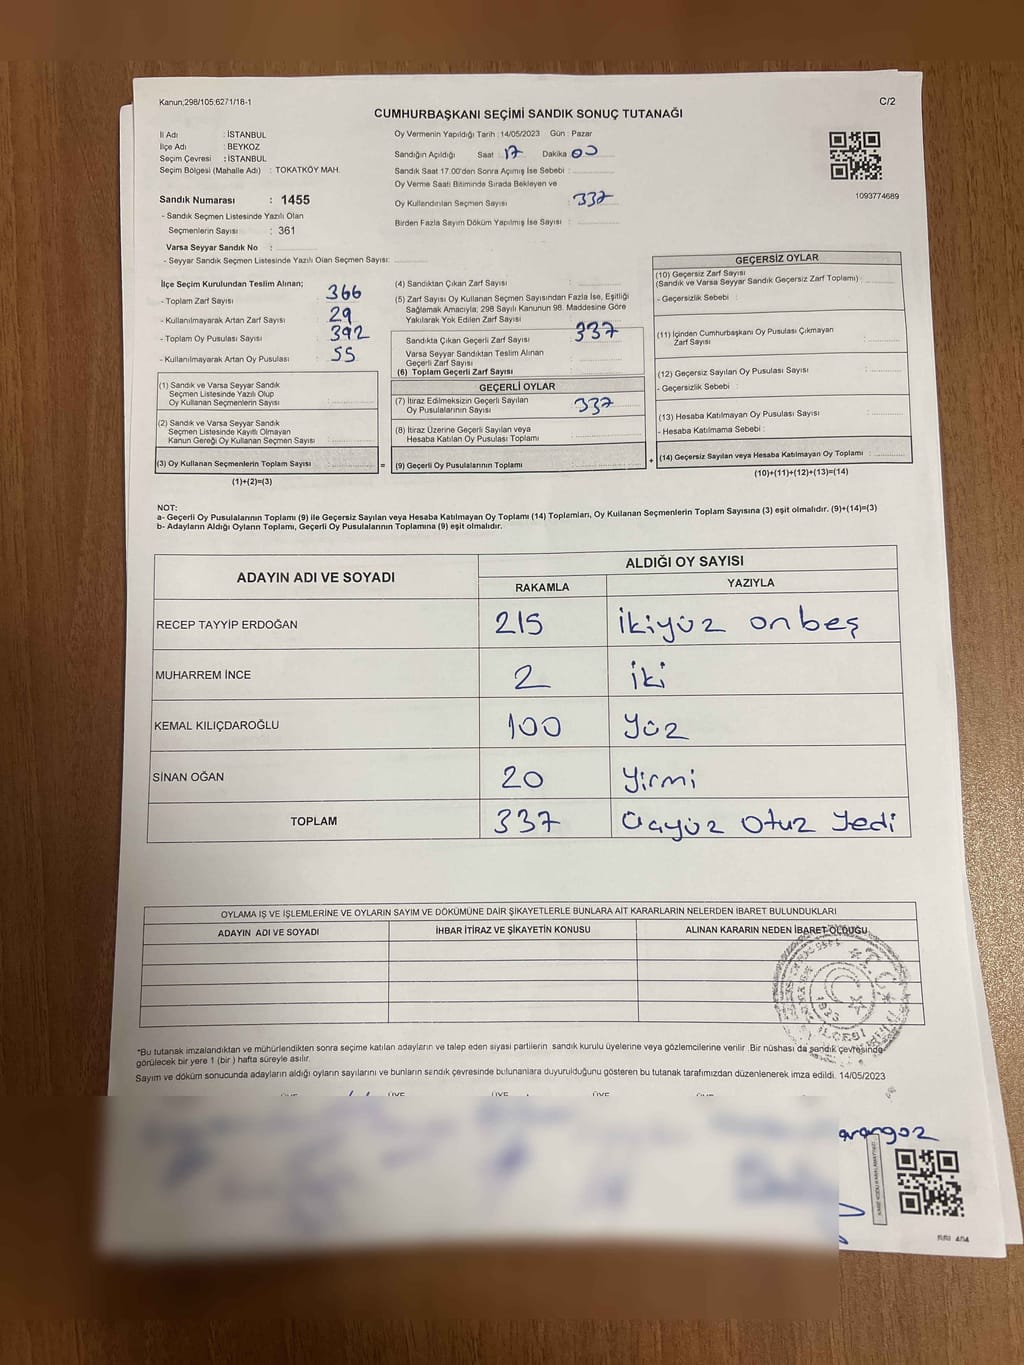 Kanun;298/105:6271/18-1
C/2
CUMHURBAŞKANI SEÇİMİ SANDIK SONUÇ TUTANAĞI
İl Adı : İSTANBUL
İlçe Adı : BEYKOZ
Seçim Çevresi : İSTANBUL
Seçim Bölgesi (Mahalle Adı) : TOKATKÖY MAH.
Sandık Numarası : 1455
- Sandık Seçmen Listesinde Yazılı Olan
Seçmenlerin Sayısı : 361
Varsa Seyyar Sandık No :
- Seyyar Sandık Seçmen Listesinde Yazılı Olan Seçmen Sayısı:
Oy Vermenin Yapıldığı Tarih : 14/05/2023 Gün : Pazar
Sandığın Açıldığı Saat : 17 Dakika : 00
Sandık Saat 17.00'den Sonra Açımış İse Sebebi :
Oy Verme Saati Bitiminde Sırada Bekleyen ve
Oy Kullandırılan Seçmen Sayısı : 337
Birden Fazla Sayım Döküm Yapılmış İse Sayısı :
1093774689
İlçe Seçim Kurulundan Teslim Alınan;
- Toplam Zarf Sayısı : 366
- Kullanılmayarak Artan Zarf Sayısı : 29
- Toplam Oy Pusulası Sayısı : 392
- Kullanılmayarak Artan Oy Pusulası : 55
(1) Sandık ve Varsa Seyyar Sandık
Seçmen Listesinde Yazılı Olup
Oy Kullanan Seçmenlerin Sayısı :
(2) Sandık ve Varsa Seyyar Sandık
Seçmen Listesinde Kayıtlı Olmayan
Kanun Gereği Oy Kullanan Seçmen Sayısı :
(3) Oy Kullanan Seçmenlerin Toplam Sayısı :
(1)+(2)=(3)
(4) Sandıktan Çıkan Zarf Sayısı :
(5) Zarf Sayısı Oy Kullanan Seçmen Sayısından Fazla İse, Eşitliği
Sağlamak Amacıyla; 298 Sayılı Kanunun 98. Maddesine Göre
Yakılarak Yok Edilen Zarf Sayısı :
Sandıkta Çıkan Geçerli Zarf Sayısı : 337
Varsa Seyyar Sandıktan Teslim Alınan
Geçerli Zarf Sayısı :
(6) Toplam Geçerli Zarf Sayısı :
GEÇERLİ OYLAR
(7) İtiraz Edilmeksizin Geçerli Sayılan
Oy Pusulalarının Sayısı : 337
(8) İtiraz Üzerine Geçerli Sayılan veya
Hesaba Katılan Oy Pusulası Toplamı :
= (9) Geçerli Oy Pusulalarının Toplamı :
GEÇERSİZ OYLAR
(10) Geçersiz Zarf Sayısı
(Sandık ve Varsa Seyyar Sandık Geçersiz Zarf Toplamı) :
- Geçersizlik Sebebi :
(11) İçinden Cumhurbaşkanı Oy Pusulası Çıkmayan
Zarf Sayısı :
(12) Geçersiz Sayılan Oy Pusulası Sayısı :
- Geçersizlik Sebebi :
(13) Hesaba Katılmayan Oy Pusulası Sayısı :
- Hesaba Katılmama Sebebi :
+ (14) Geçersiz Sayılan veya Hesaba Katılmayan Oy Toplamı :
(10)+(11)+(12)+(13)=(14)
NOT:
a- Geçerli Oy Pusulalarının Toplamı (9) ile Geçersiz Sayılan veya Hesaba Katılmayan Oy Toplamı (14) Toplamları, Oy Kullanan Seçmenlerin Toplam Sayısına (3) eşit olmalıdır. (9)+(14)=(3)
b- Adayların Aldığı Oyların Toplamı, Geçerli Oy Pusulalarının Toplamına (9) eşit olmalıdır.
ADAYIN ADI VE SOYADI
ALDIĞI OY SAYISI
RAKAMLA YAZIYLA
RECEP TAYYİP ERDOĞAN 215 ikiyüz onbeş
MUHARREM İNCE 2 iki
KEMAL KILIÇDAROĞLU 100 Yüz
SİNAN OĞAN 20 Yirmi
TOPLAM 337 Üçyüz Otuz Yedi
OYLAMA İŞ VE İŞLEMLERİNE VE OYLARIN SAYIM VE DÖKÜMÜNE DAİR ŞİKAYETLERLE BUNLARA AİT KARARLARIN NELERDEN İBARET BULUNDUKLARI
ADAYIN ADI VE SOYADI İHBAR İTİRAZ VE ŞİKAYETİN KONUSU ALINAN KARARIN NEDEN İBARET OLDUĞU
*Bu tutanak imzalandıktan ve mühürlendikten sonra seçime katılan adayların ve talep eden siyasi partilerin sandık kurulu üyelerine veya gözlemcilerine verilir .Bir nüshası da sandık çevresinde
görülecek bir yere 1 (bir ) hafta süreyle asılır.
Sayım ve döküm sonucunda adayların aldığı oyların sayılarını ve bunların sandık çevresinde bulunanlara duyurulduğunu gösteren bu tutanak tarafımızdan düzenlenerek imza edildi. 14/05/2023
ÜYE ÜYE ÜYE ÜYE ÜYE